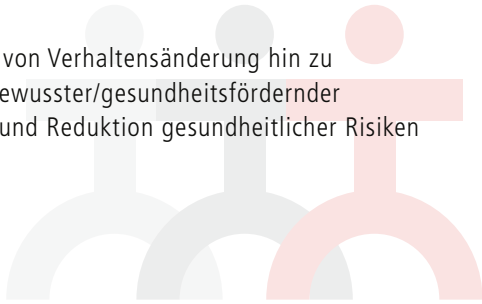 von Verhaltensänderung hin zu
ewusster/gesundheitsfördernder
und Reduktion gesundheitlicher Risiken